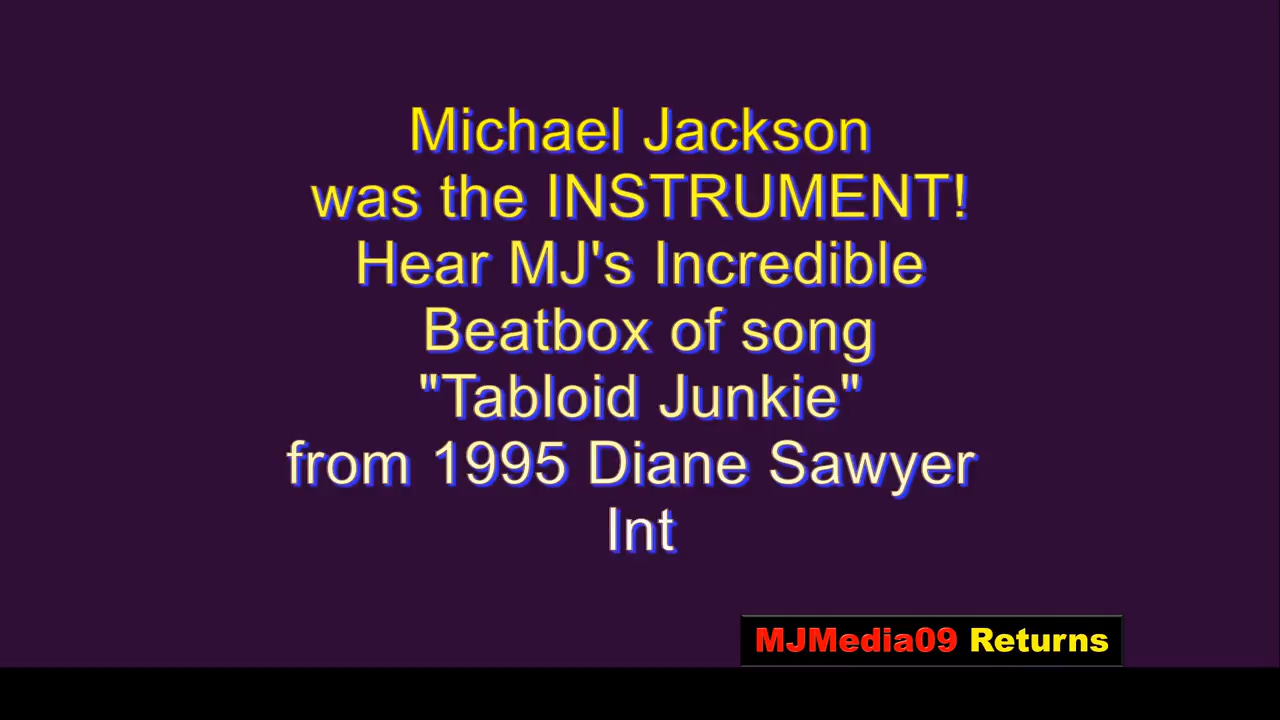 Michael Jackson
was the INSTRUMENT!
Hear MJ's Incredible
Beatbox of song
"Tabloid Junkie"
from 1995 Diane Sawyer
Int
MJMedia09 Returns